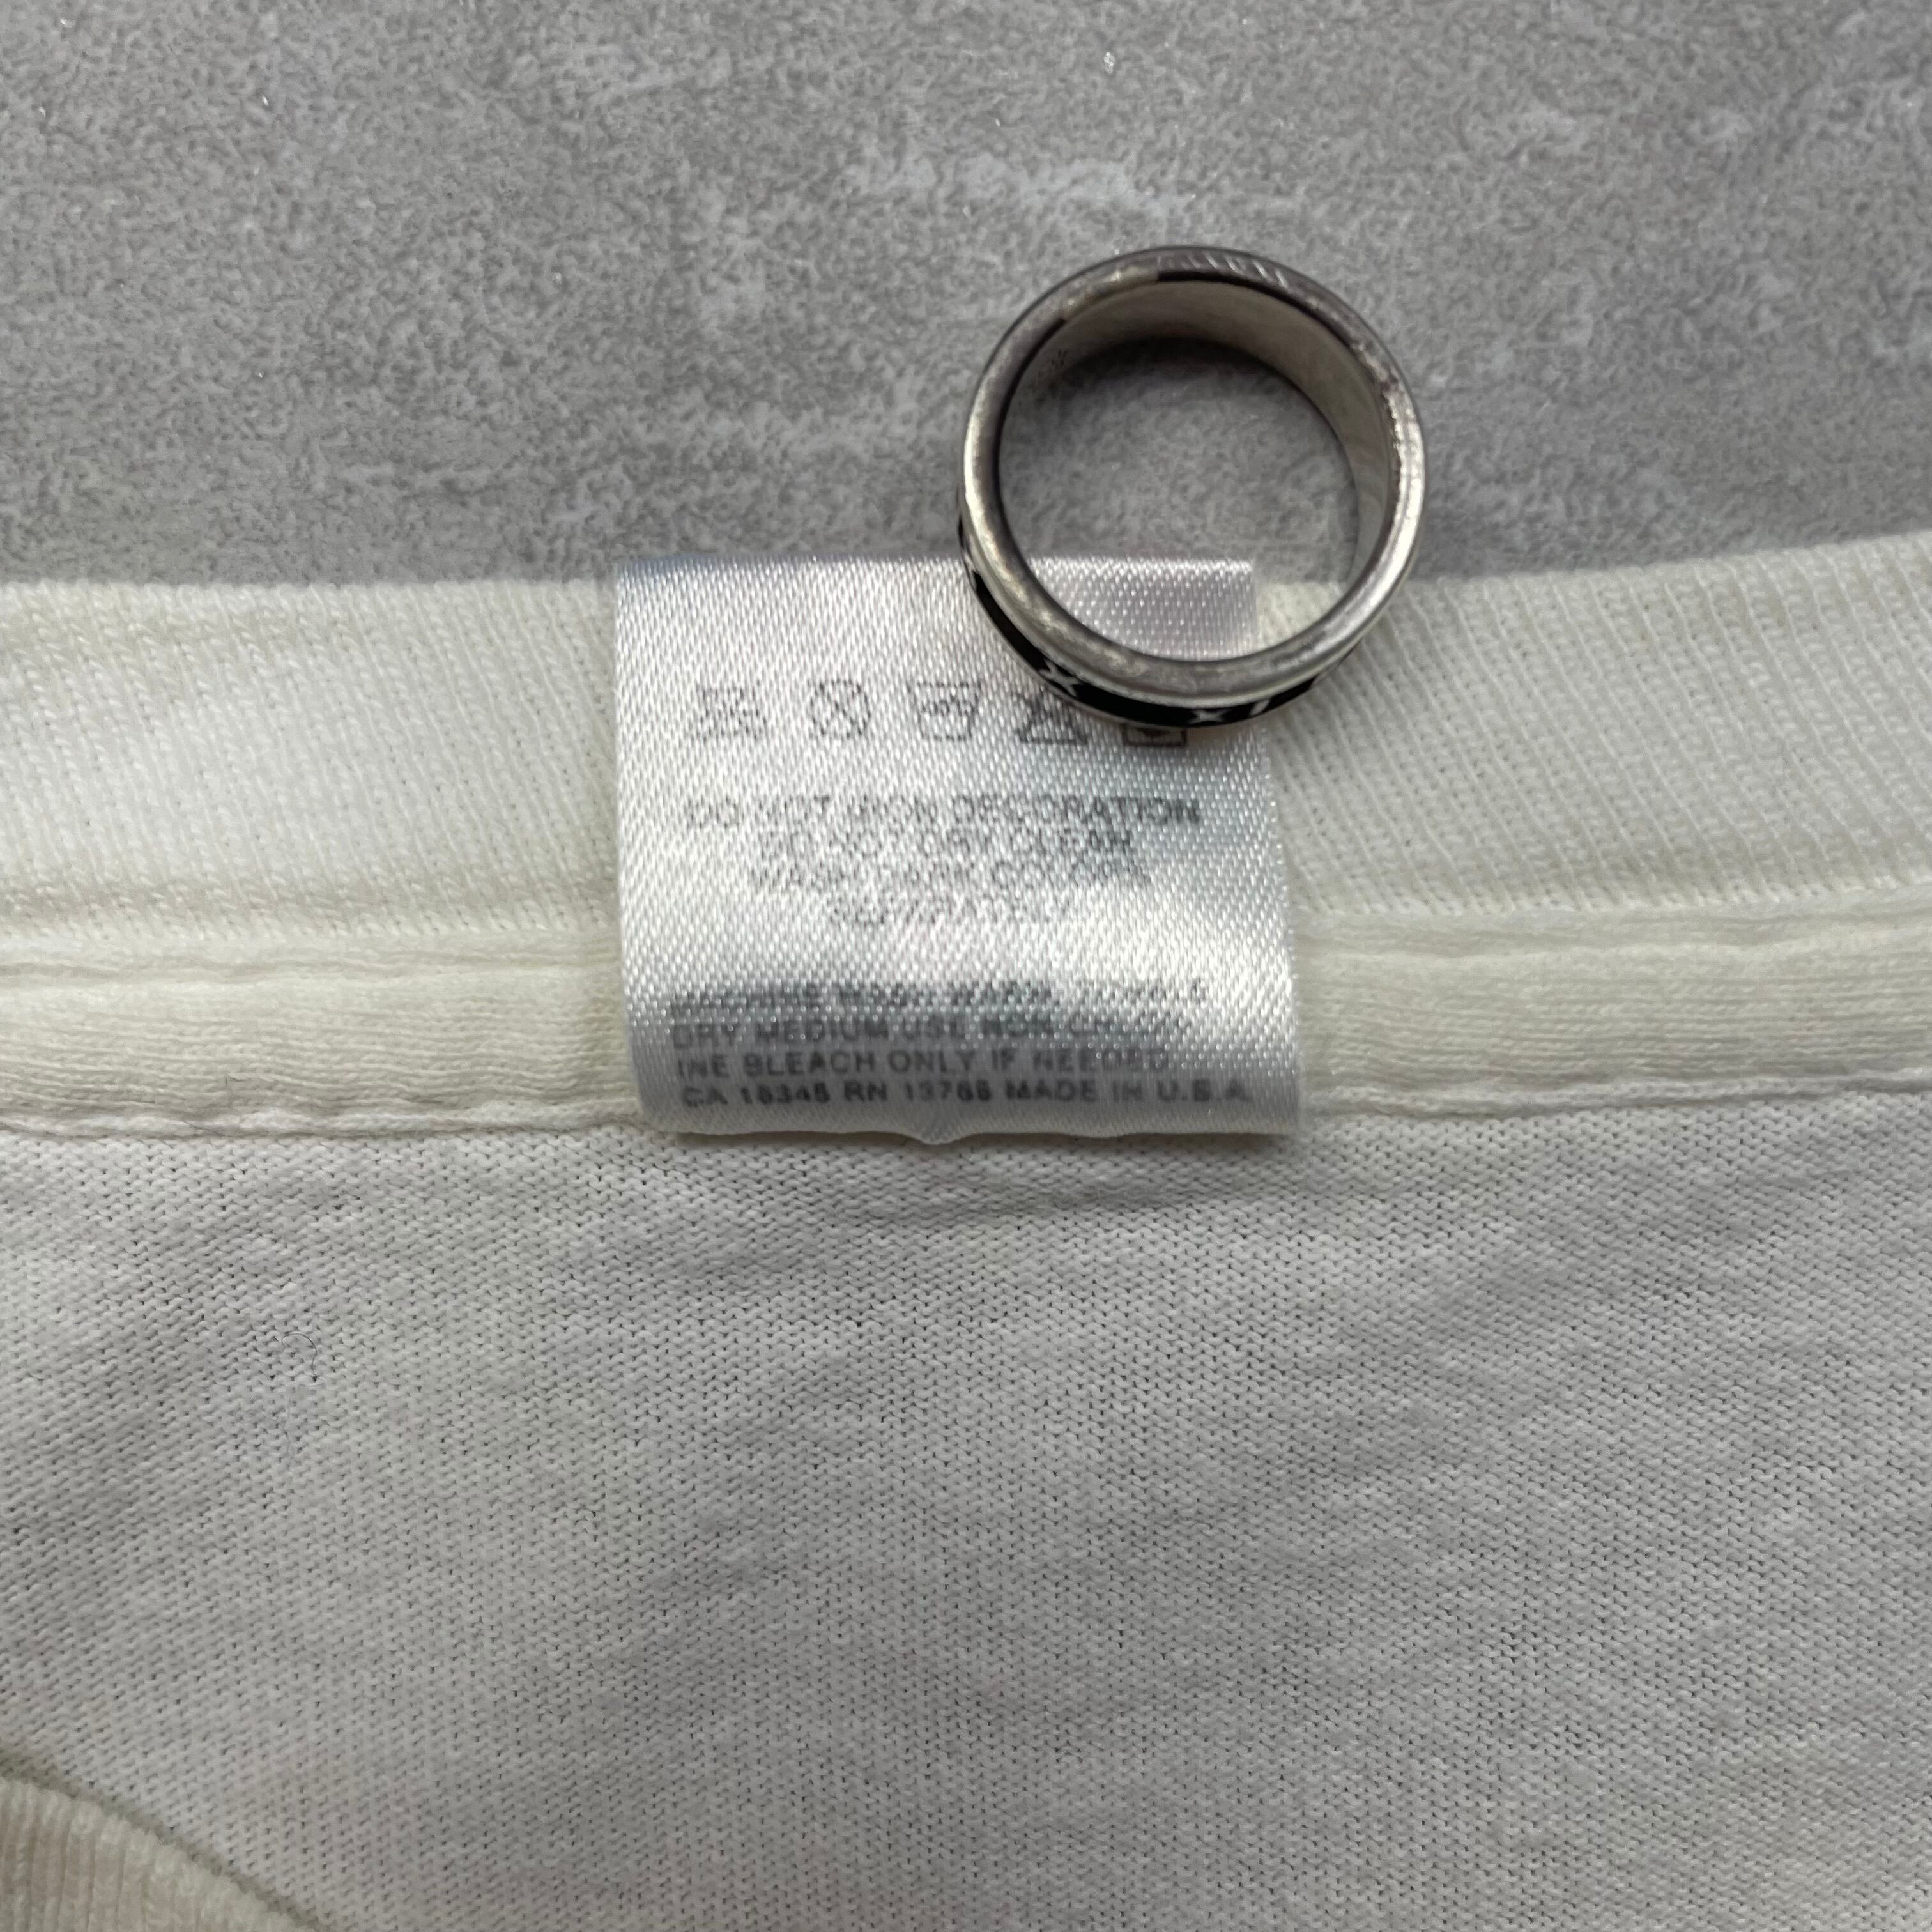 DO NOT IRON DECORATION
DO NOT DRY CLEAN
WASH DARK COLORS
SEPARATELY
MACHINE WASH WARM, TUMBLE
DRY MEDIUM USE NON CHLOR-
INE BLEACH ONLY IF NEEDED.
CA 15345 RN 13765 MADE IN U.S.A.